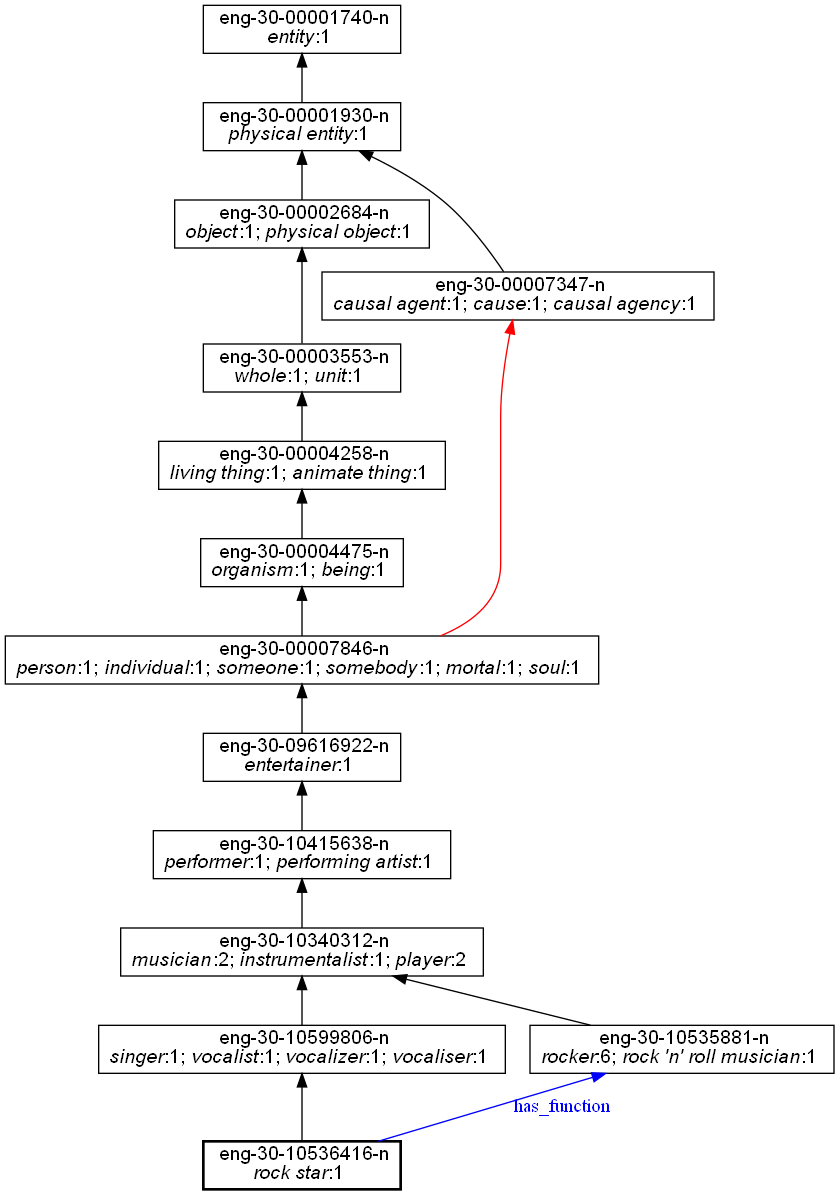 eng-30-00001740-n
entity:1
eng-30-00001930-n
physical entity:1
eng-30-00002684-n
object:1; physical object:1
eng-30-00007347-n
causal agent:1; cause:1; causal agency:1
eng-30-00003553-n
whole:1; unit:1
eng-30-00004258-n
living thing:1; animate thing:1
eng-30-00004475-n
organism:1; being:1
eng-30-00007846-n
person:1; individual:1; someone:1; somebody:1; mortal:1; soul:1
eng-30-09616922-n
entertainer:1
eng-30-10415638-n
performer:1; performing artist:1
eng-30-10340312-n
musician:2; instrumentalist:1; player:2
eng-30-10599806-n
singer:1; vocalist:1; vocalizer:1; vocaliser:1
eng-30-10535881-n
rocker:6; rock 'n' roll musician:1
has_function
eng-30-10536416-n
rock star:1